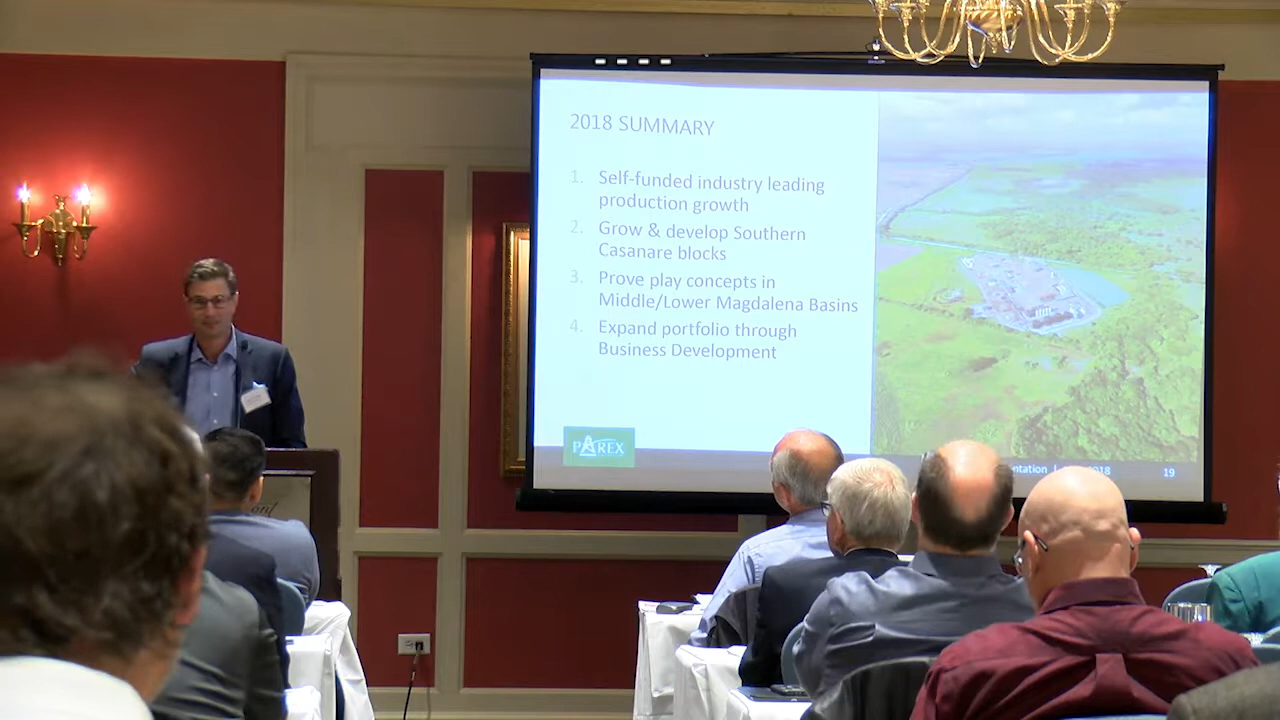 2018 SUMMARY
1. Self-funded industry leading
production growth
2. Grow & develop Southern
Casanare blocks
3. Prove play concepts in
Middle/Lower Magdalena Basins
4. Expand portfolio through
Business Development
PAREX
2018
19